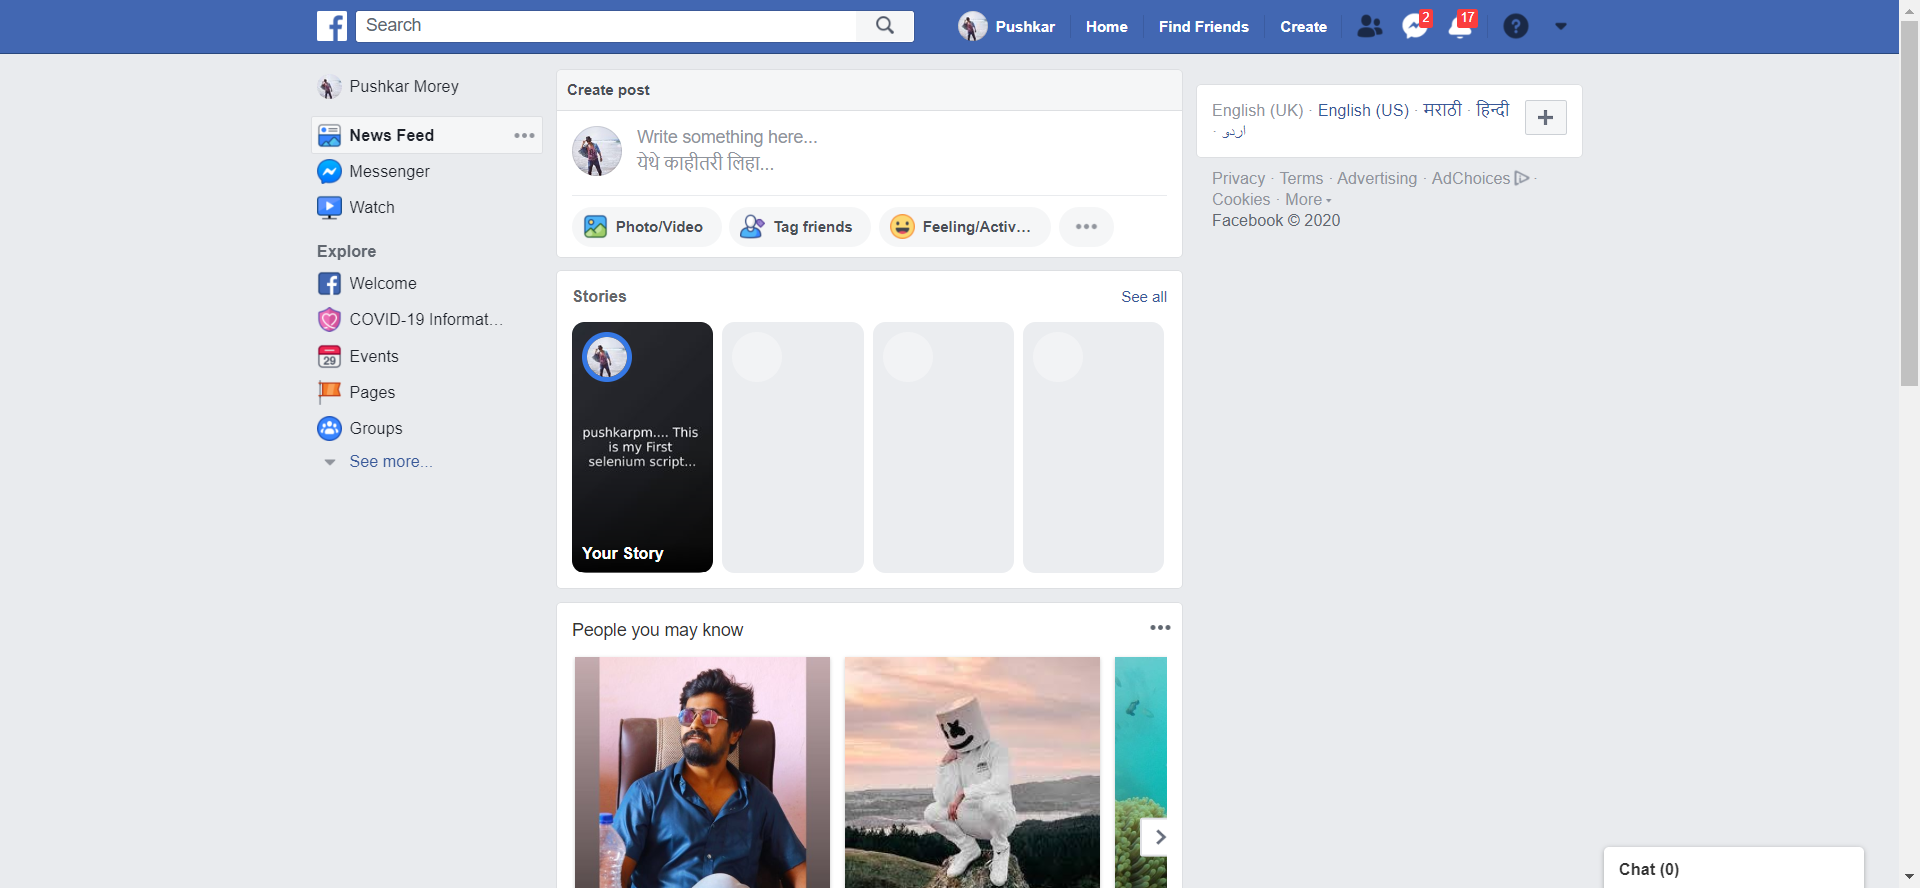 Search
Pushkar Home Find Friends Create 2 17 ?
Pushkar Morey
News Feed
Messenger
Watch
Explore
Welcome
COVID-19 Informat...
29 Events
Pages
Groups
See more...
Create post
Write something here...
येथे काहीतरी लिहा...
Photo/Video Tag friends Feeling/Activ...
Stories See all
pushkarpm.... This
is my First
selenium script...
Your Story
People you may know
English (UK) · English (US) · मराठी · हिन्दी
· اردو
Privacy · Terms · Advertising · AdChoices ·
Cookies · More
Facebook © 2020
Chat (0)